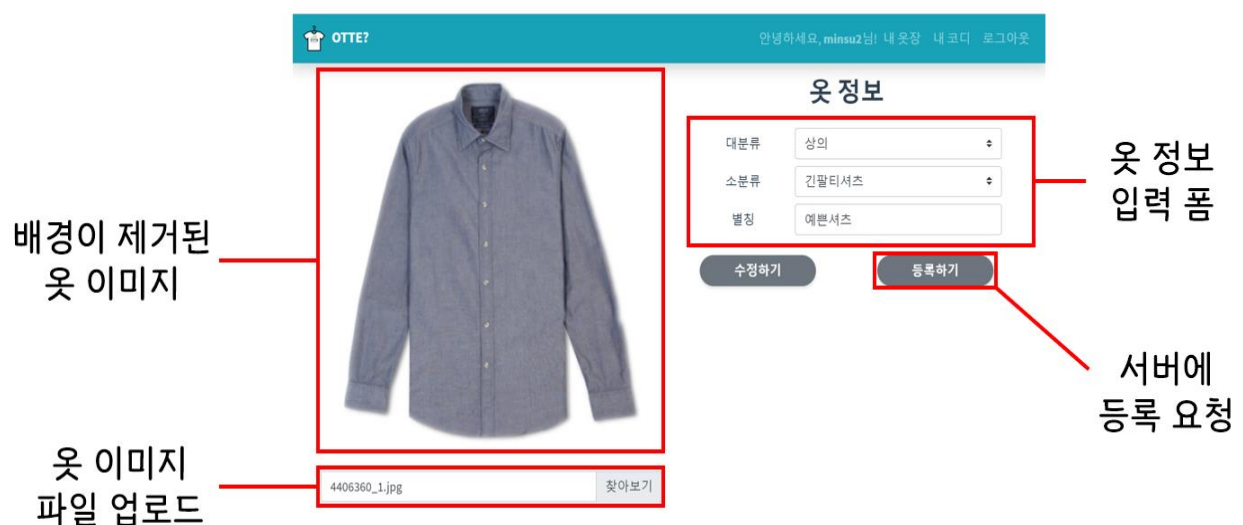 OTTE?
안녕하세요, minsu2님! 내 옷장 내 코디 로그아웃
옷 정보
대분류 상의
소분류 긴팔티셔츠
별칭 예쁜셔츠
수정하기 등록하기
4406360_1.jpg 찾아보기
배경이 제거된
옷 이미지
옷 이미지
파일 업로드
옷 정보
입력 폼
서버에
등록 요청